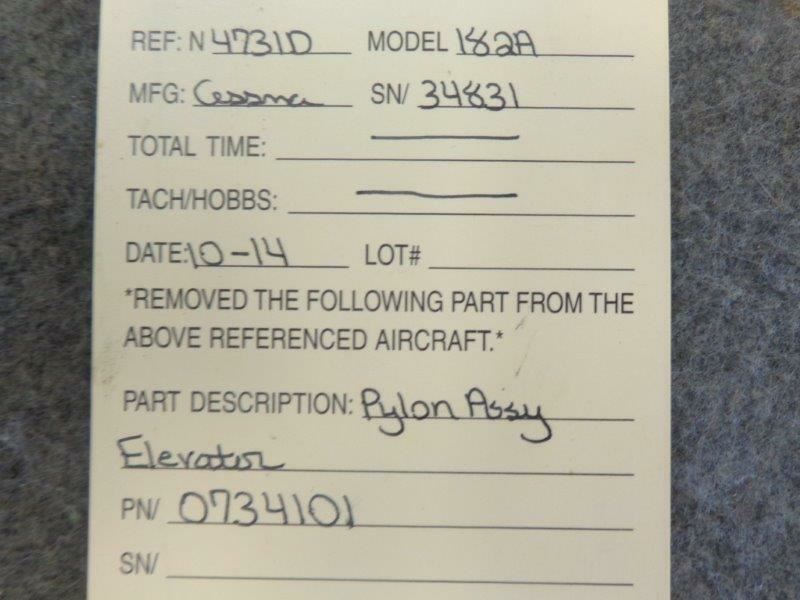 REF: N 4731D MODEL 182A
MFG: Cessna SN/ 34831
TOTAL TIME: —
TACH/HOBBS: —
DATE: 10-14 LOT#
*REMOVED THE FOLLOWING PART FROM THE
ABOVE REFERENCED AIRCRAFT.*
PART DESCRIPTION: Pylon Assy
Elevator
PN/ 0734101
SN/